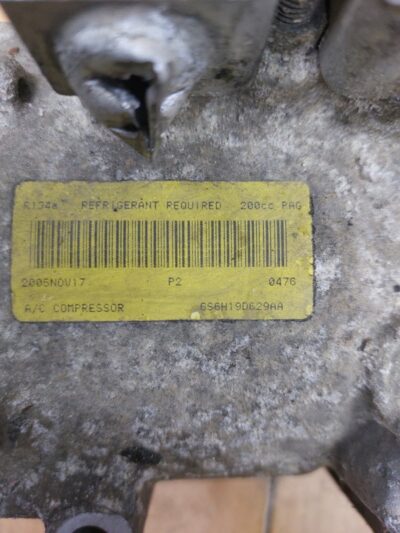 R134a REFRIGERANT REQUIRED 200cc PAG
2005NOV17 P2 0476
A/C COMPRESSOR 6S6H19D629AA